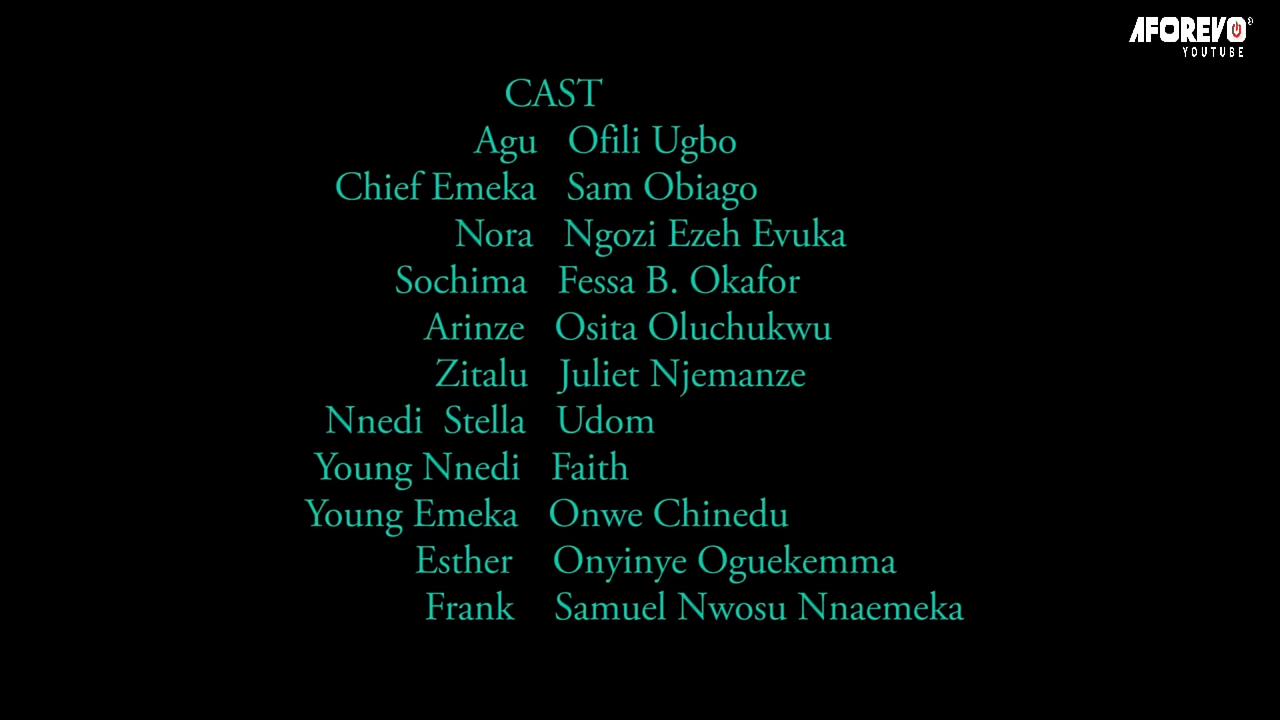 AFOREVO
YOUTUBE
CAST
Agu Ofili Ugbo
Chief Emeka Sam Obiago
Nora Ngozi Ezeh Evuka
Sochima Fessa B. Okafor
Arinze Osita Oluchukwu
Zitalu Juliet Njemanze
Nnedi Stella Udom
Young Nnedi Faith
Young Emeka Onwe Chinedu
Esther Onyinye Oguekemma
Frank Samuel Nwosu Nnaemeka